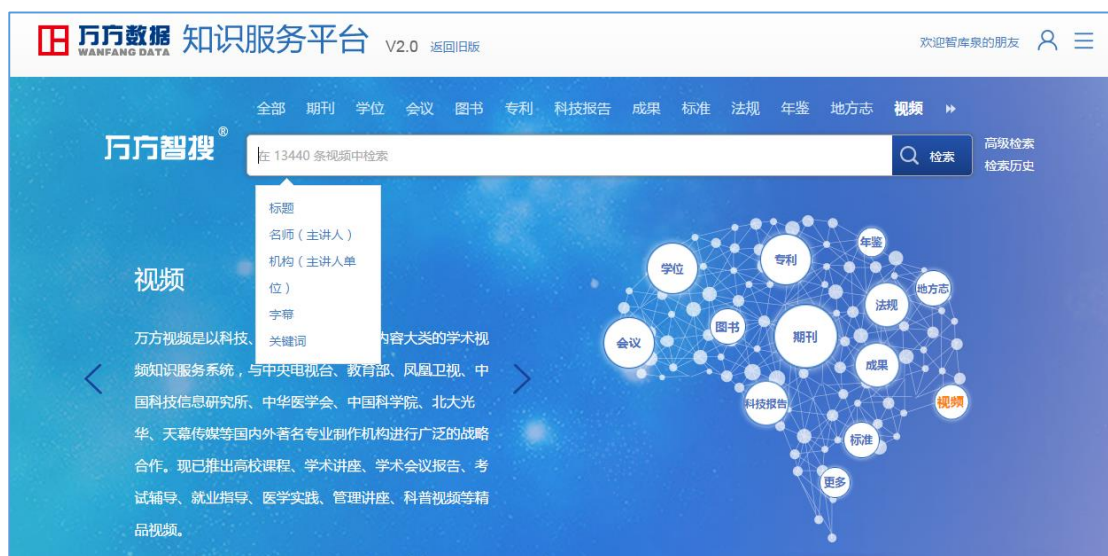 万方数据 知识服务平台 V2.0 返回旧版
WANFANG DATA
欢迎智库泉的朋友
全部 期刊 学位 会议 图书 专利 科技报告 成果 标准 法规 年鉴 地方志 视频
万方智搜®
在 13440 条视频中检索
检索
高级检索
检索历史
标题
名师（主讲人）
机构（主讲人单
位）
字幕
关键词
视频
万方视频是以科技、 内容大类的学术视
频知识服务系统，与中央电视台、教育部、凤凰卫视、中
国科技信息研究所、中华医学会、中国科学院、北大光
华、天幕传媒等国内外著名专业制作机构进行广泛的战略
合作。现已推出高校课程、学术讲座、学术会议报告、考
试辅导、就业指导、医学实践、管理讲座、科普视频等精
品视频。
学位
专利
年鉴
地方志
法规
图书
期刊
会议
成果
科技报告
视频
标准
更多